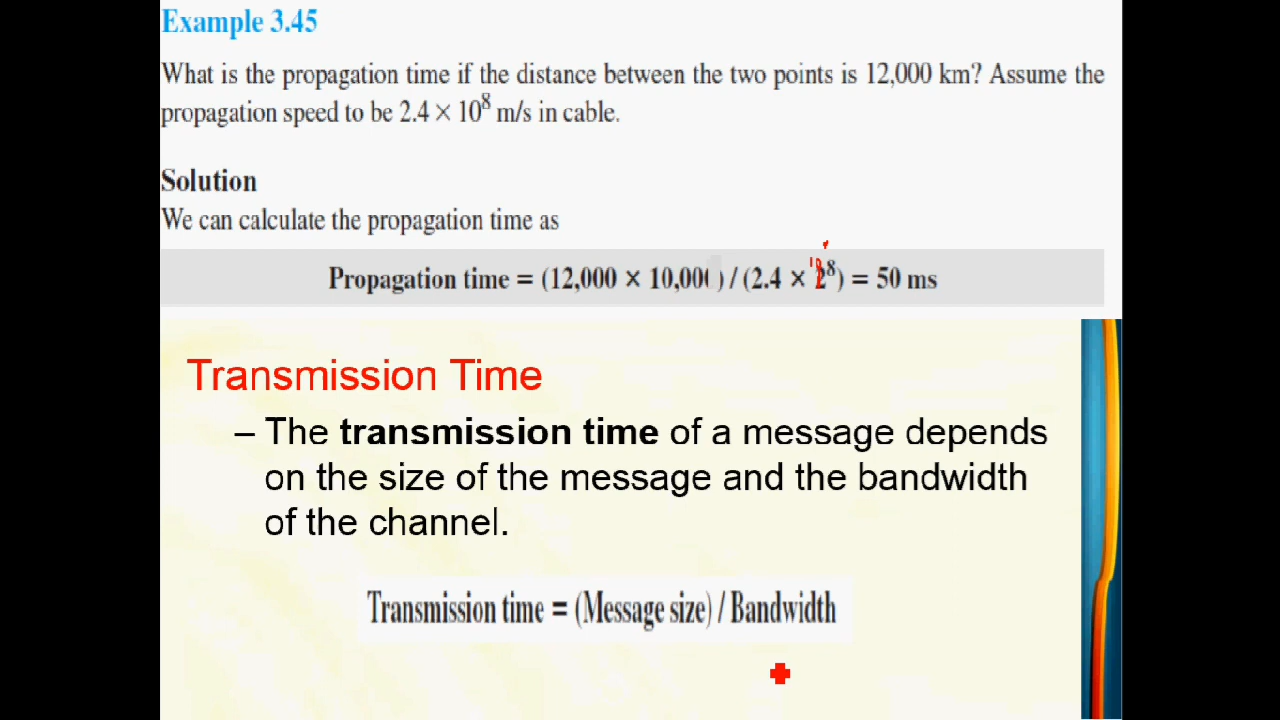 Example 3.45
What is the propagation time if the distance between the two points is 12,000 km? Assume the
propagation speed to be 2.4 × 10⁸ m/s in cable.
Solution
We can calculate the propagation time as
Propagation time = (12,000 × 10,000) / (2.4 × 2⁸) = 50 ms
Transmission Time
– The transmission time of a message depends
on the size of the message and the bandwidth
of the channel.
Transmission time = (Message size) / Bandwidth